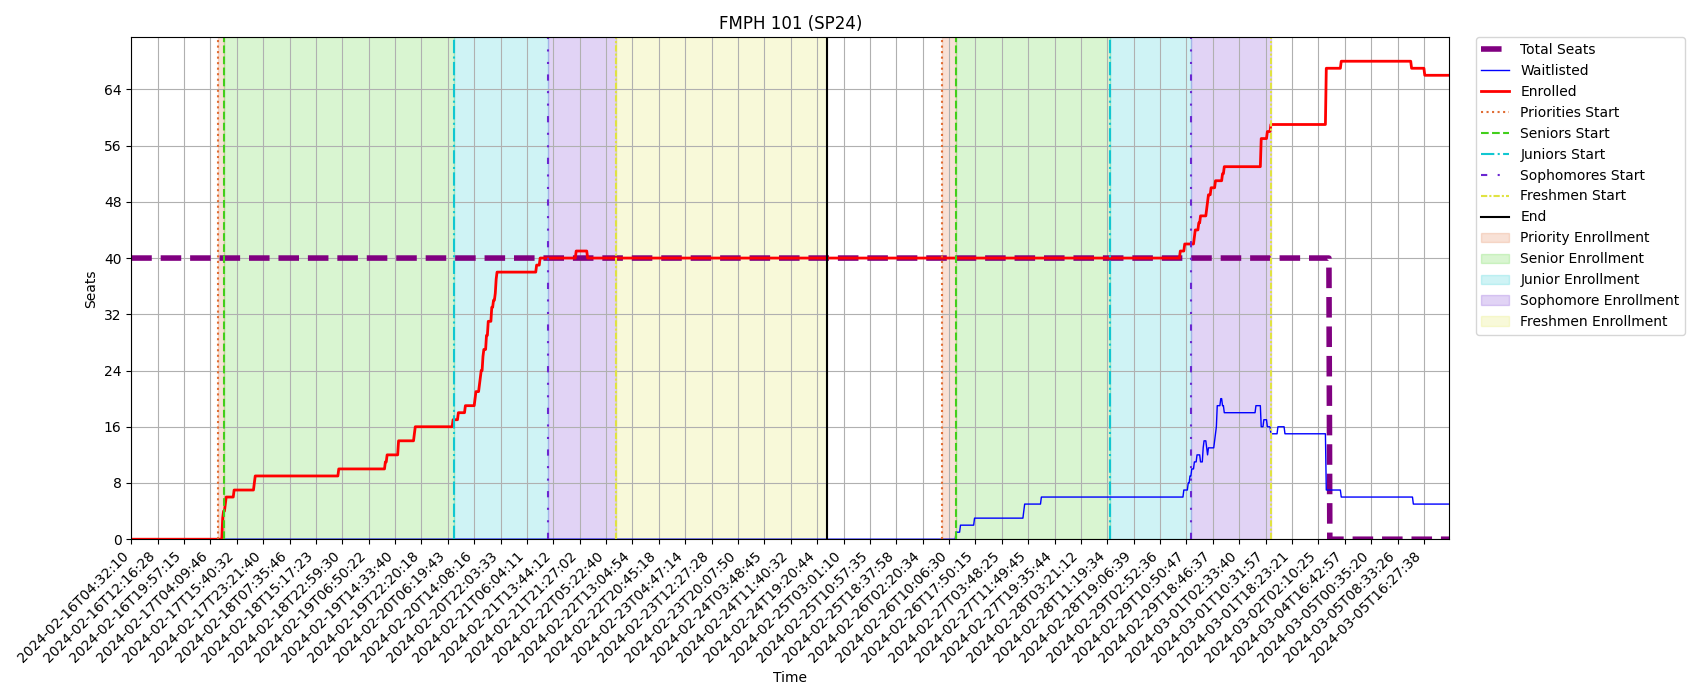 FMPH 101 (SP24)
Total Seats
Waitlisted
Enrolled
Priorities Start
Seniors Start
Juniors Start
Sophomores Start
Freshmen Start
End
Priority Enrollment
Senior Enrollment
Junior Enrollment
Sophomore Enrollment
Freshmen Enrollment
Seats
64
56
48
40
32
24
16
8
0
2024-02-16T04:32:10
2024-02-16T12:16:28
2024-02-16T19:57:15
2024-02-17T04:09:46
2024-02-17T15:40:32
2024-02-17T23:21:40
2024-02-18T07:35:46
2024-02-18T15:17:23
2024-02-18T22:59:30
2024-02-19T06:50:22
2024-02-19T14:33:40
2024-02-19T22:20:18
2024-02-20T06:19:43
2024-02-20T14:08:16
2024-02-20T22:03:33
2024-02-21T06:04:11
2024-02-21T13:44:12
2024-02-21T21:27:02
2024-02-22T05:22:40
2024-02-22T13:04:54
2024-02-22T20:45:18
2024-02-23T04:47:14
2024-02-23T12:27:28
2024-02-23T20:07:50
2024-02-24T03:48:45
2024-02-24T11:40:32
2024-02-24T19:20:44
2024-02-25T03:01:10
2024-02-25T10:57:35
2024-02-25T18:37:58
2024-02-26T02:20:34
2024-02-26T10:06:30
2024-02-26T17:50:15
2024-02-27T03:48:25
2024-02-27T11:49:45
2024-02-27T19:35:44
2024-02-28T03:21:12
2024-02-28T11:19:34
2024-02-28T19:06:39
2024-02-29T02:52:36
2024-02-29T10:50:47
2024-02-29T18:46:37
2024-03-01T02:33:40
2024-03-01T10:31:57
2024-03-01T18:23:21
2024-03-02T02:10:25
2024-03-04T16:42:57
2024-03-05T00:35:20
2024-03-05T08:33:26
2024-03-05T16:27:38
Time